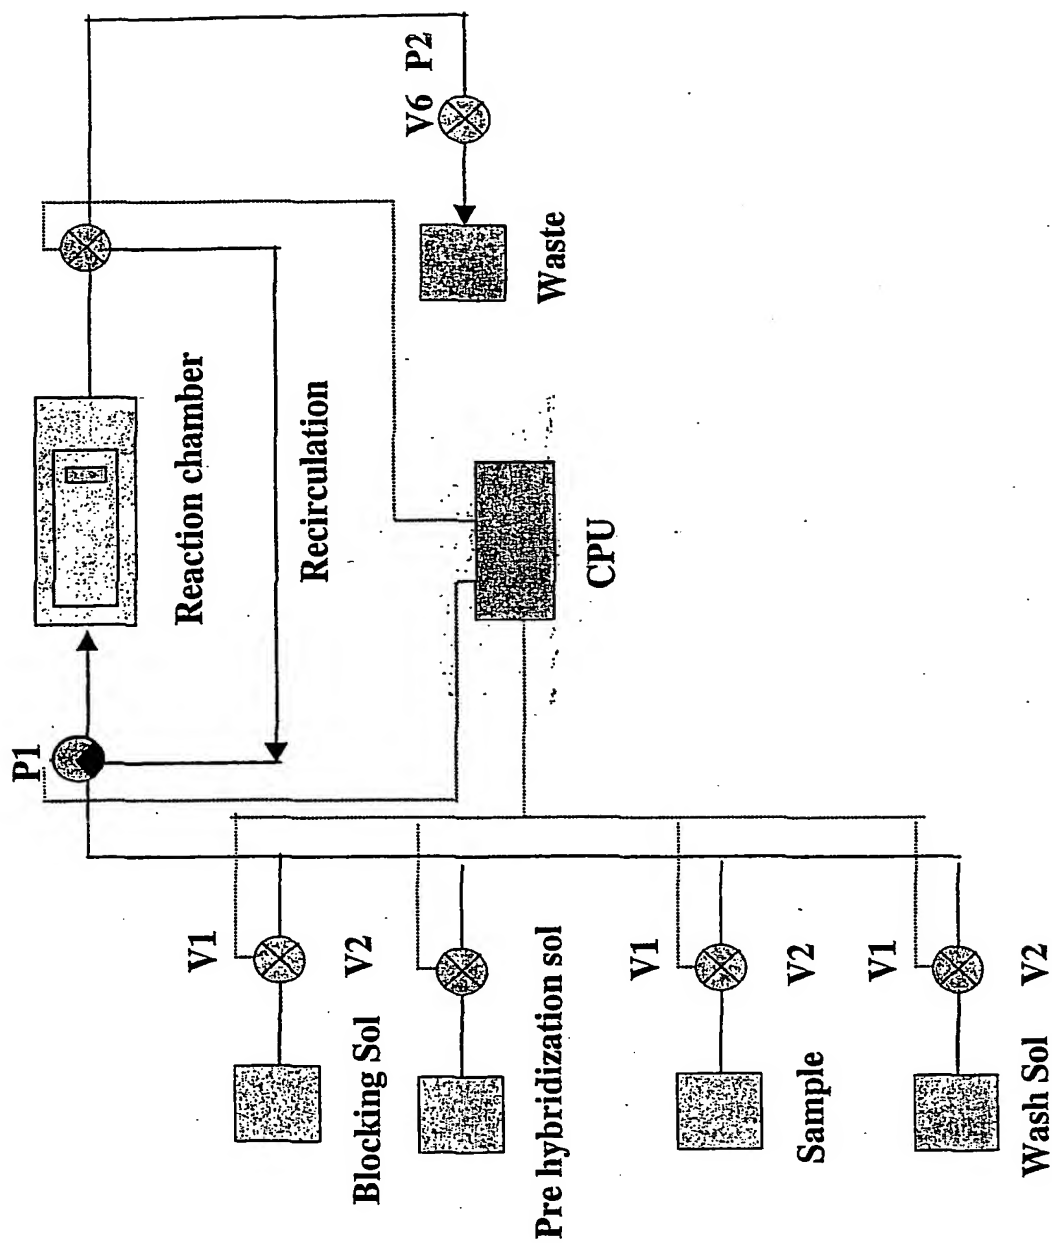 P1
Reaction chamber
Recirculation
V6 P2
Waste
CPU
V1
Blocking Sol
V2
Pre hybridization sol
V1
Sample
V2
V1
Wash Sol
V2